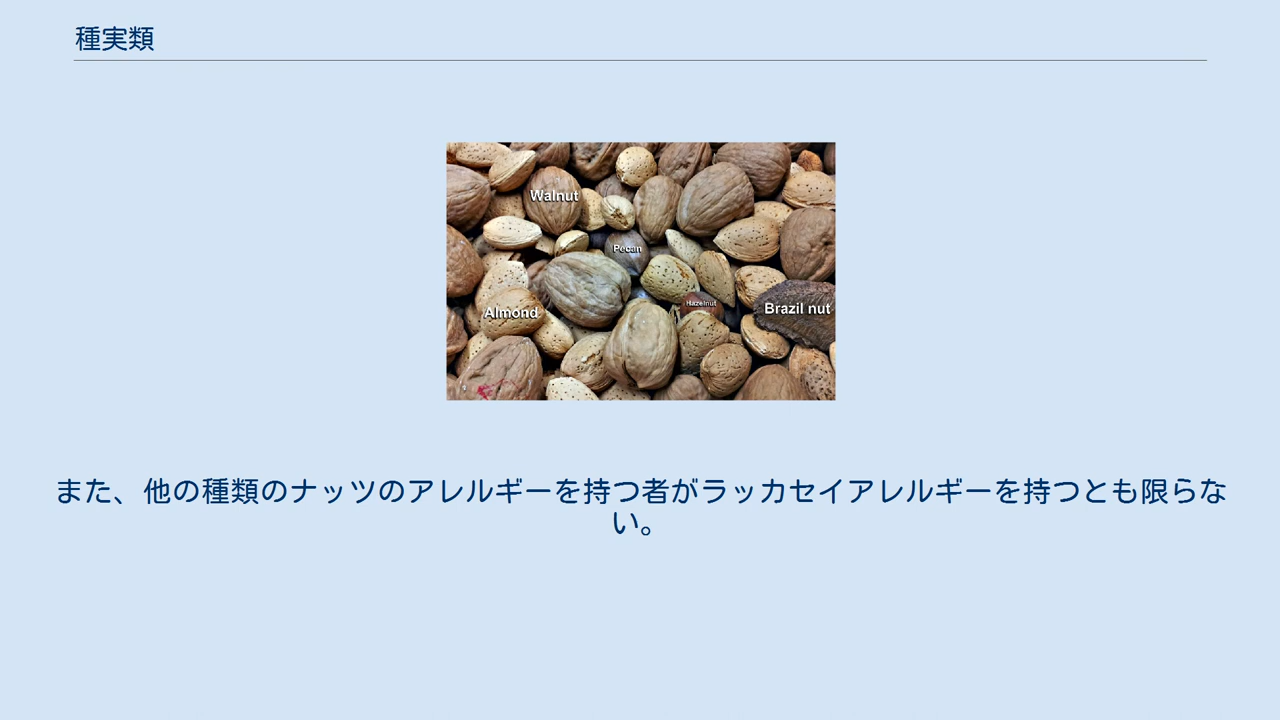 種実類
Walnut
Pecan
Hazelnut
Almond
Brazil nut
また、他の種類のナッツのアレルギーを持つ者がラッカセイアレルギーを持つとも限らな
い。